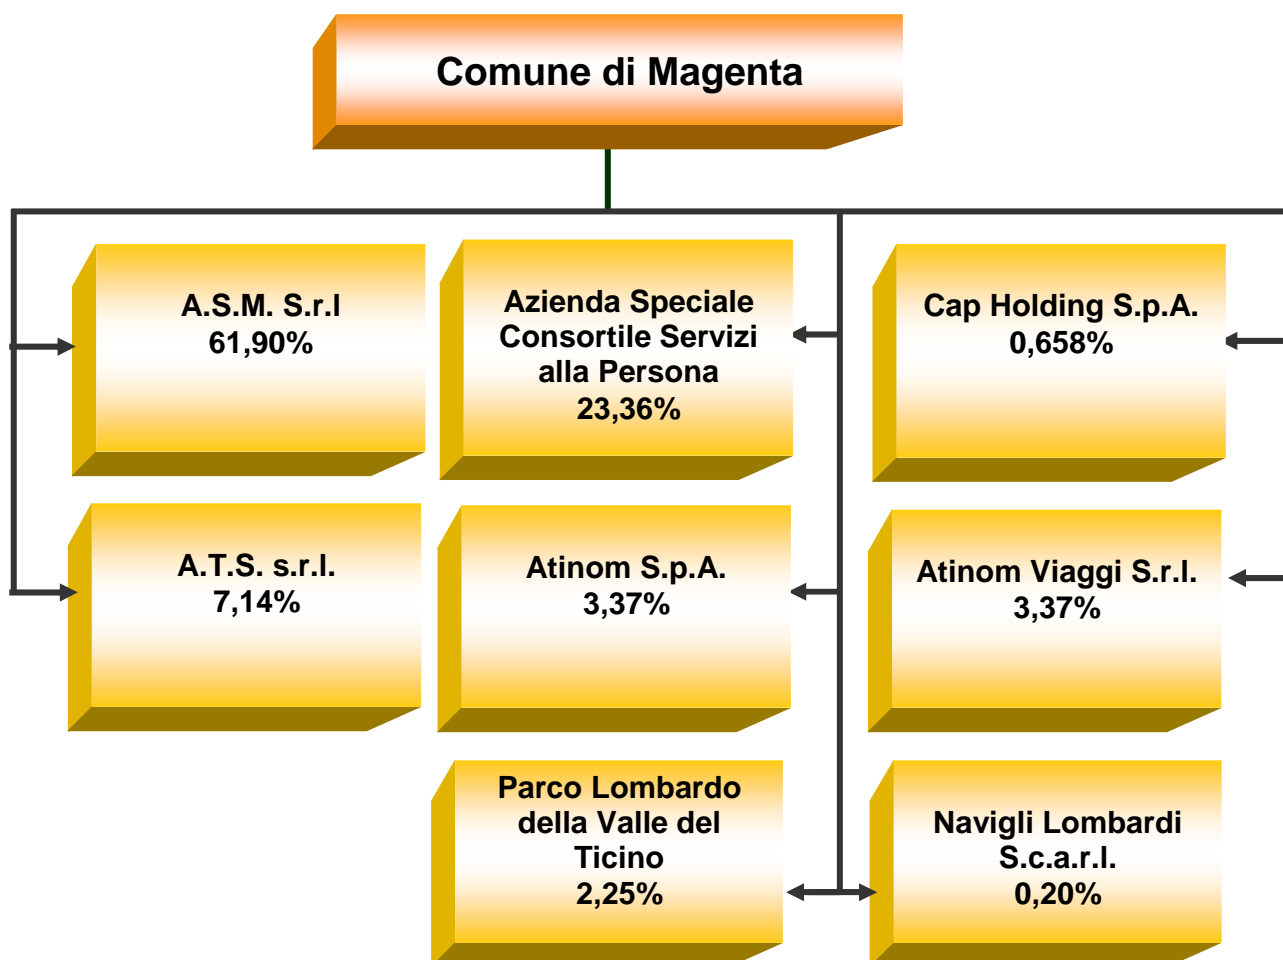 Comune di Magenta
A.S.M. S.r.l
61,90%
Azienda Speciale
Consortile Servizi
alla Persona
23,36%
Cap Holding S.p.A.
0,658%
A.T.S. s.r.l.
7,14%
Atinom S.p.A.
3,37%
Atinom Viaggi S.r.l.
3,37%
Parco Lombardo
della Valle del
Ticino
2,25%
Navigli Lombardi
S.c.a.r.l.
0,20%